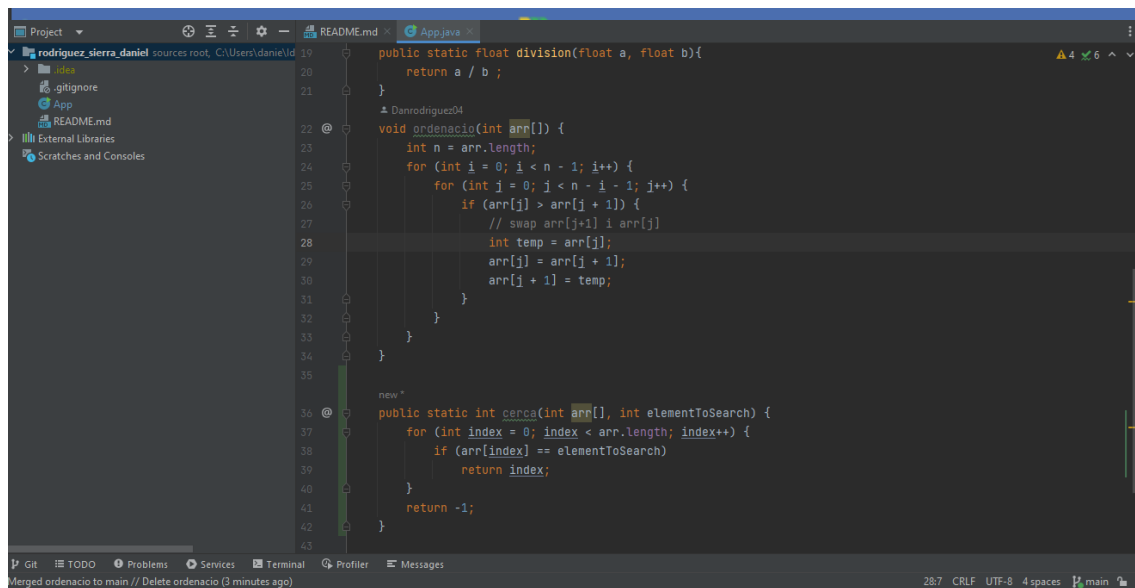 Project
README.md
App.java
rodriguez_sierra_daniel sources root, C:\Users\danie\Id
.idea
.gitignore
App
README.md
External Libraries
Scratches and Consoles
4 6
19 public static float division(float a, float b){
20 return a / b ;
21 }
Danrodriguez04
22 @ void ordenacio(int arr[]) {
23 int n = arr.length;
24 for (int i = 0; i < n - 1; i++) {
25 for (int j = 0; j < n - i - 1; j++) {
26 if (arr[j] > arr[j + 1]) {
27 // swap arr[j+1] i arr[j]
28 int temp = arr[j];
29 arr[j] = arr[j + 1];
30 arr[j + 1] = temp;
31 }
32 }
33 }
34 }
35
new *
36 @ public static int cerca(int arr[], int elementToSearch) {
37 for (int index = 0; index < arr.length; index++) {
38 if (arr[index] == elementToSearch)
39 return index;
40 }
41 return -1;
42 }
43
Git TODO Problems Services Terminal Profiler Messages
Merged ordenacio to main // Delete ordenacio (3 minutes ago) 28:7 CRLF UTF-8 4 spaces main